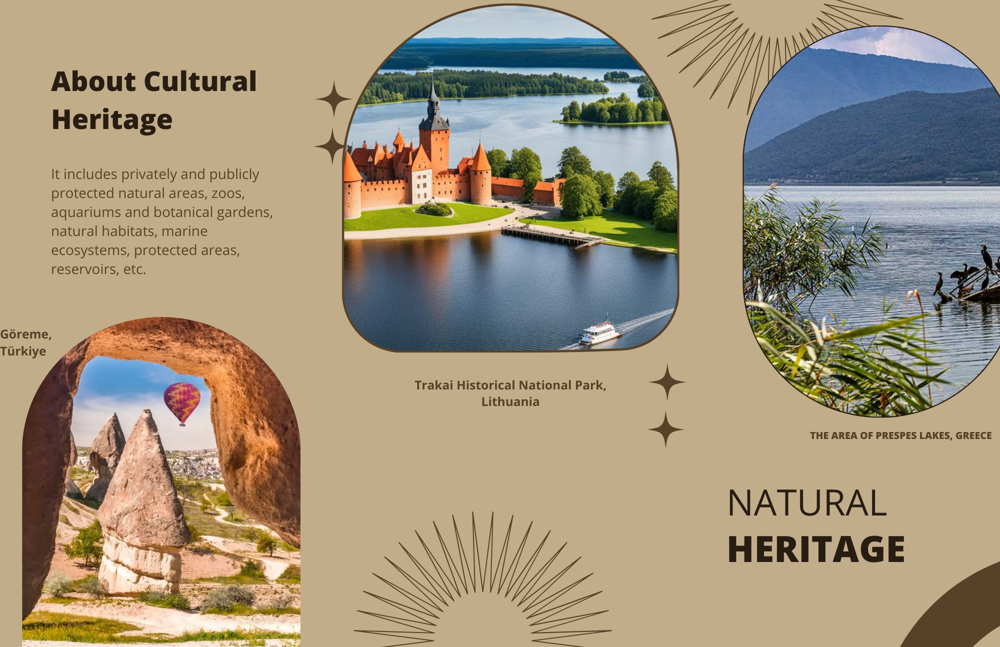 About Cultural
Heritage
It includes privately and publicly
protected natural areas, zoos,
aquariums and botanical gardens,
natural habitats, marine
ecosystems, protected areas,
reservoirs, etc.
Göreme,
Türkiye
Trakai Historical National Park,
Lithuania
THE AREA OF PRESPES LAKES, GREECE
NATURAL
HERITAGE